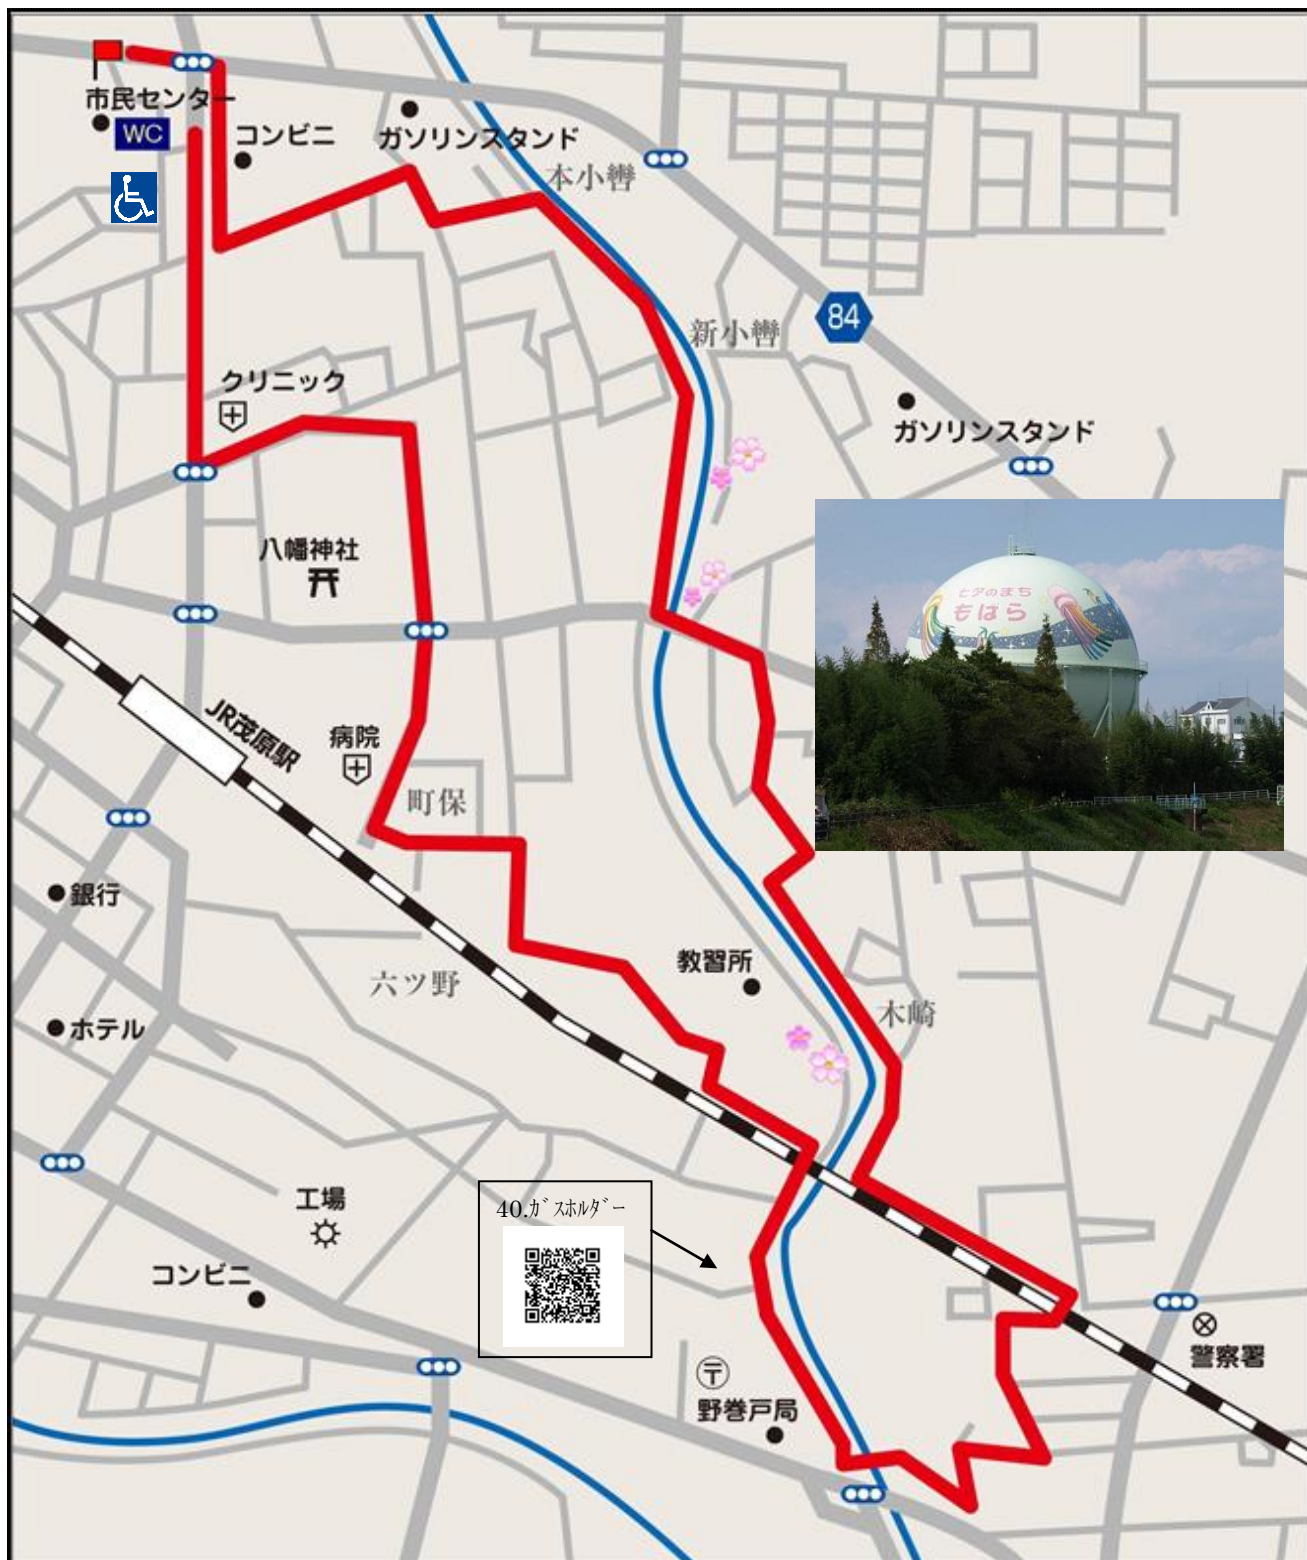 市民センター
WC
コンビニ
ガソリンスタンド
本小轡
新小轡
84
クリニック
ガソリンスタンド
八幡神社
七夕のまち
もはら
JR茂原駅
病院
町保
銀行
教習所
六ツ野
木崎
ホテル
工場
40.ガスホルダー
コンビニ
警察署
野巻戸局